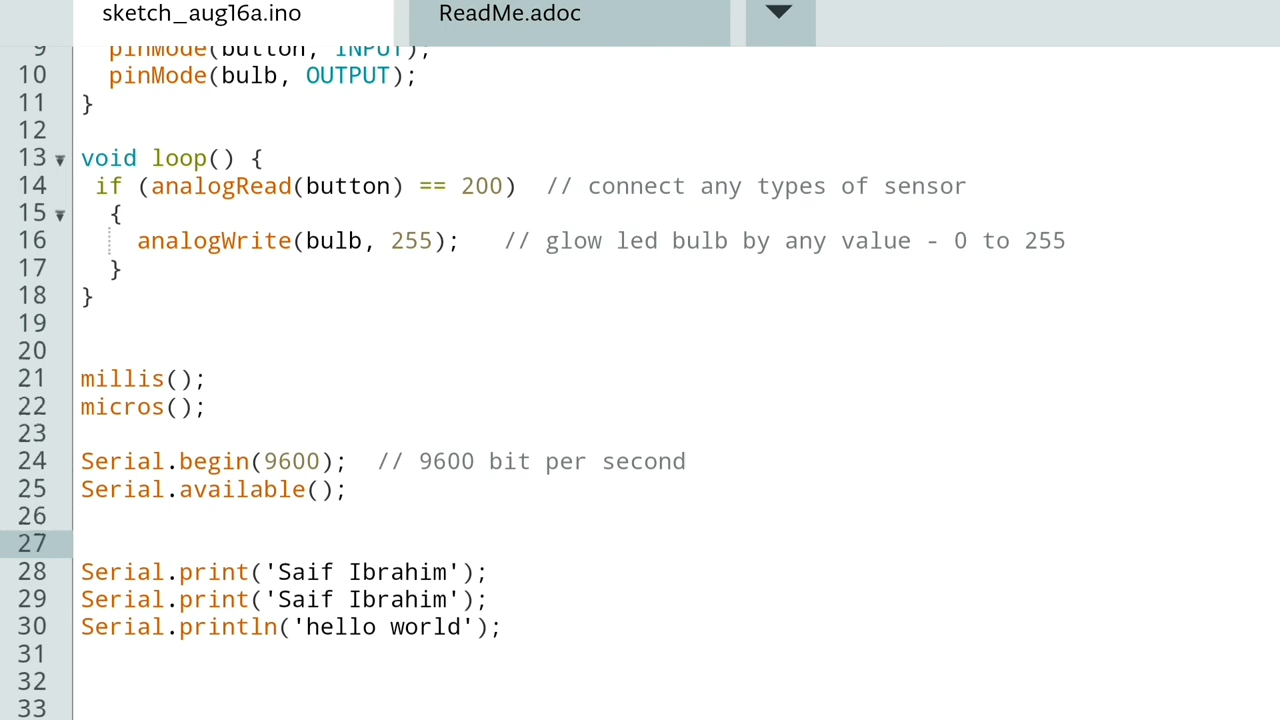 sketch_aug16a.ino
ReadMe.adoc
9 pinMode(button, INPUT);
10 pinMode(bulb, OUTPUT);
11 }
12
13 void loop() {
14 if (analogRead(button) == 200) // connect any types of sensor
15 {
16 analogWrite(bulb, 255); // glow led bulb by any value - 0 to 255
17 }
18 }
19
20
21 millis();
22 micros();
23
24 Serial.begin(9600); // 9600 bit per second
25 Serial.available();
26
27
28 Serial.print('Saif Ibrahim');
29 Serial.print('Saif Ibrahim');
30 Serial.println('hello world');
31
32
33